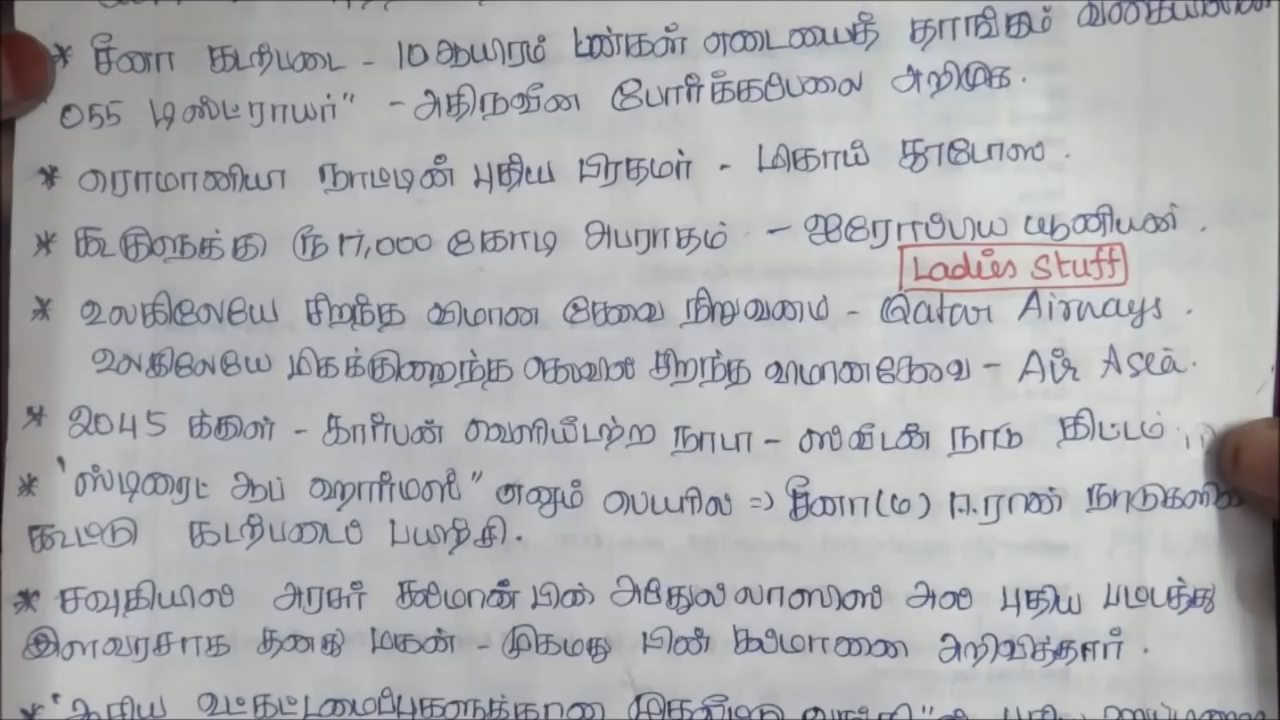 * சீனா கடற்படை - 10 ஆயிரம் டன்கள் எடையைத் தாங்கும்
055 டிஸ்ட்ராயர்" - அதிநவீன போர்க்கப்பலை அறிமுக.
* ருாமானியா நாட்டின் புதிய பிரதமர் - மிகாய் துடோஸ்.
* கூகுளுக்கு ரூ 17,000 கோடி அபராதம் - ஐரோப்பிய யூனியன்.
Ladies Stuff
* உலகிலேயே சிறந்த விமான சேவை நிறுவனம் - Qatar Airways.
உலகிலேயே மிகக்குறைந்த செலவில் சிறந்த விமானசேவை - Air Asia.
* 2045 க்குள் - கார்பன் வெளியீடற்ற நாடா - ஸ்வீடன் நாடு திட்டம்
* 'ஸ்டிரைட் ஆப் ஹார்மஸ்" எனும் பெயரில் => சீனா (ம) ஈரான் நாடுகளின்
கூட்டு கடற்படைப் பயிற்சி.
* சவுதியில் அரசர் சல்மான் பின் அப்துல்லாஸிஸ் அல் புதிய பட்டத்து
இளவரசராக தனது மகன் - முகமது பின் சல்மானை அறிவித்தார்.